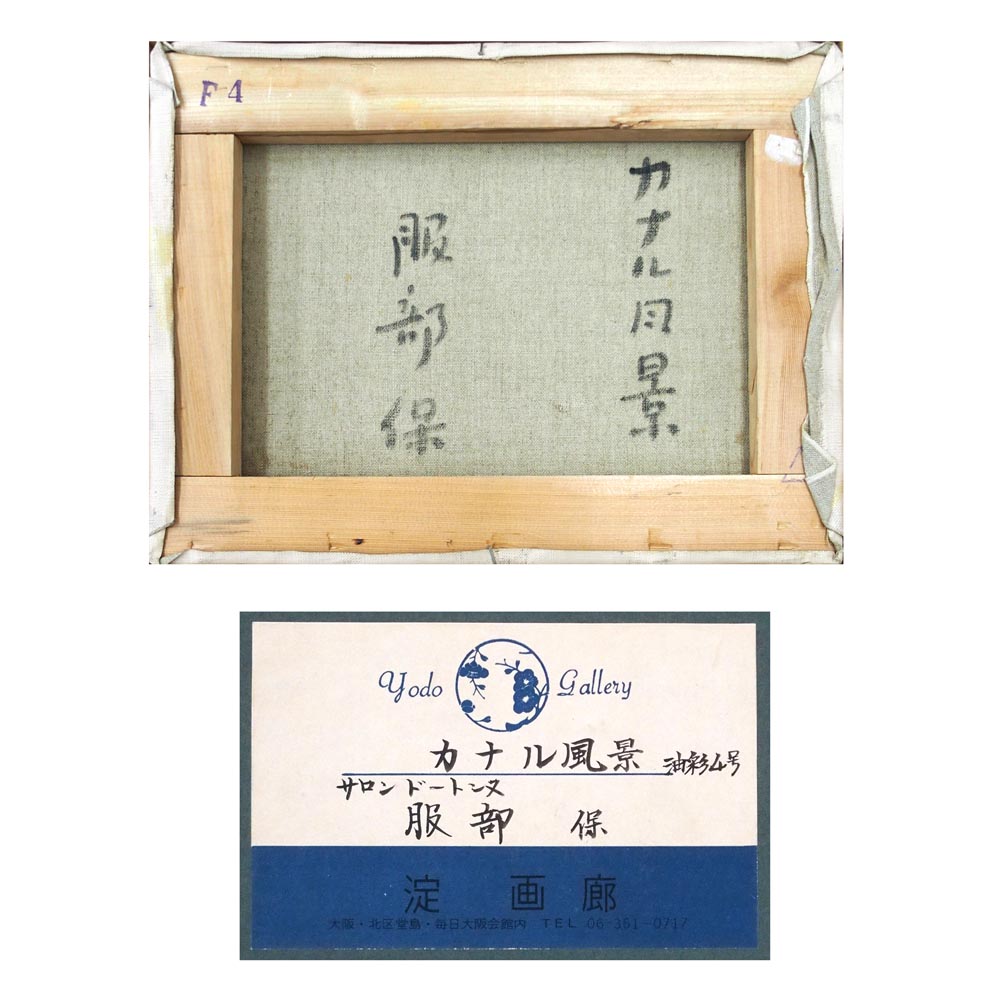 F4
カナル風景
服部保
Yodo Gallery
カナル風景 油彩4号
サロンドートンヌ
服部 保
淀画廊
大阪・北区堂島・毎日大阪会館内 TEL 06-361-0717